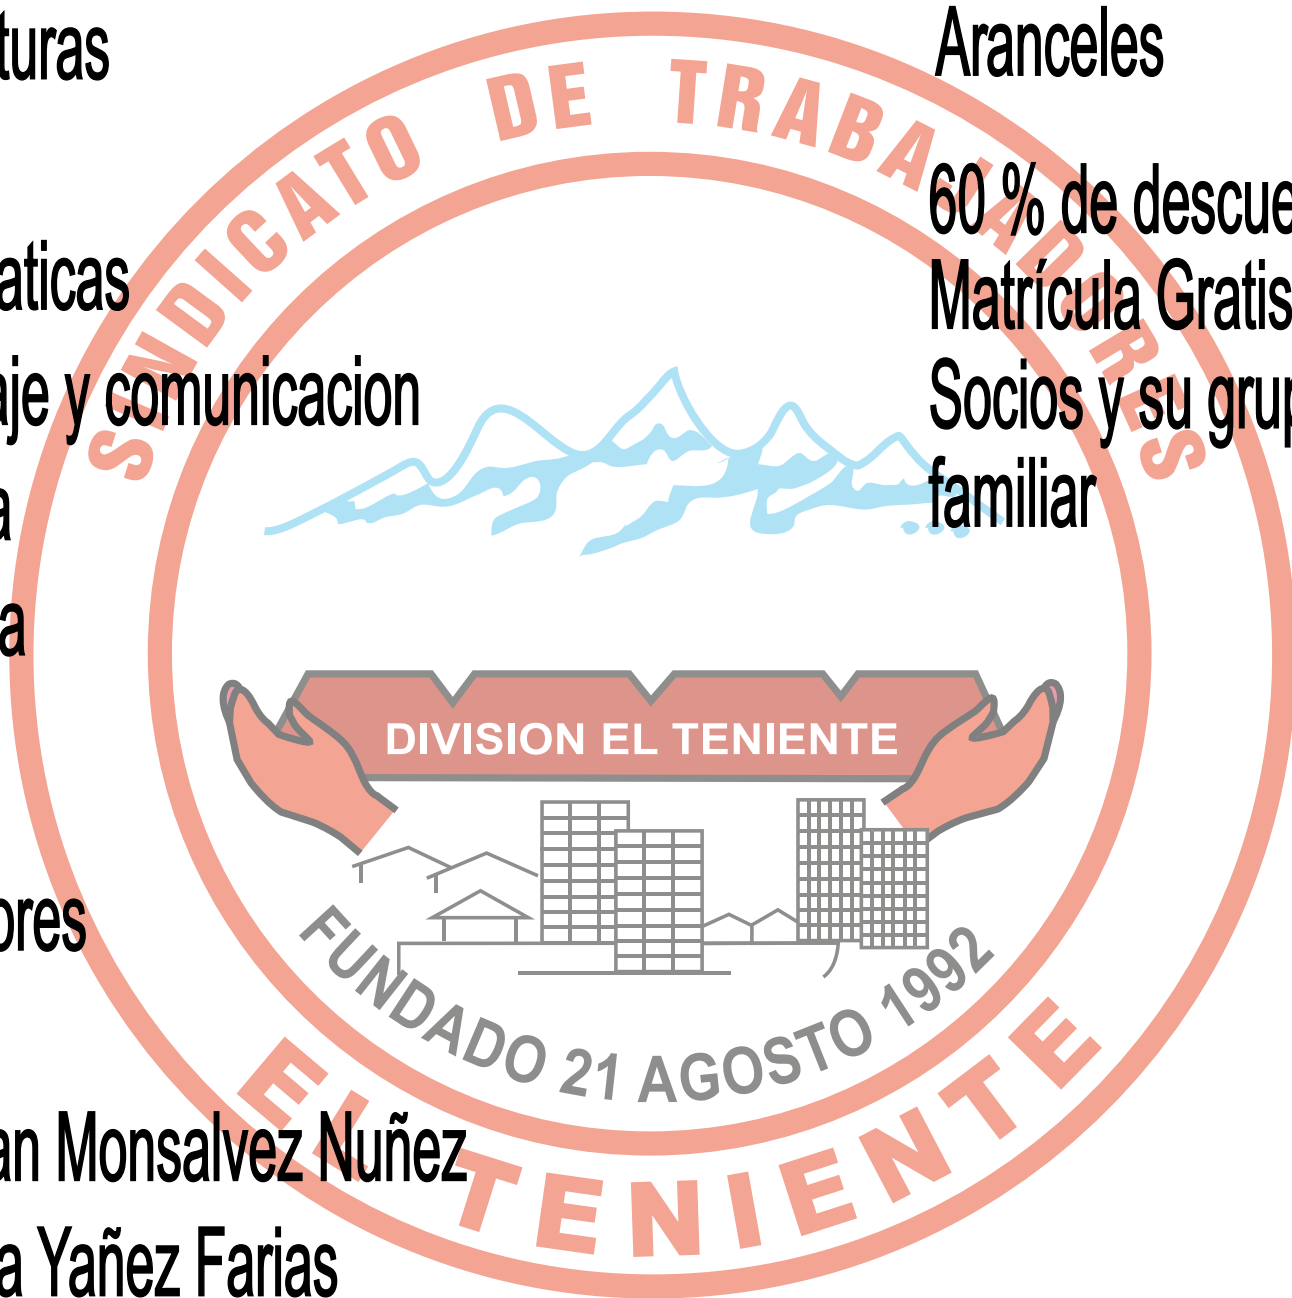 turas
aticas
aje y comunicacion
a
a
ores
an Monsalvez Nuñez
a Yañez Farias
Aranceles
60 % de descue
Matrícula Gratis
Socios y su grup
familiar
SINDICATO DE TRABAJADORES
DIVISION EL TENIENTE
FUNDADO 21 AGOSTO 1992
EL TENIENTE